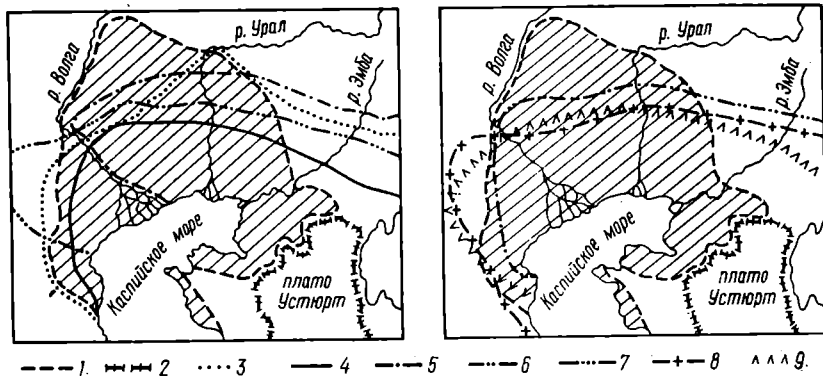 р. Волга
р. Урал
р. Эмба
Каспийское море
плато
Устюрт
р. Волга
р. Урал
р. Эмба
Каспийское море
плато
Устюрт
1. 2 3 4 5 6 7 8 9.